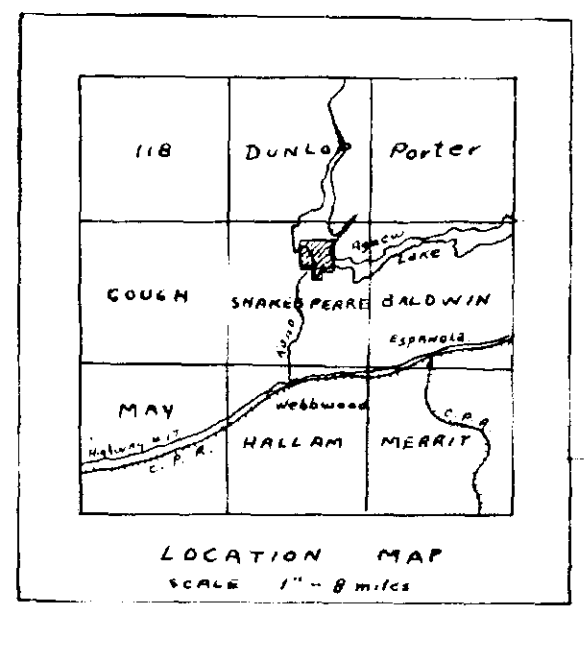 118 DUNLOP Porter
Agnew
Lake
GOUGH SHAKESPEARE BALDWIN
ROAD
ESPANOLA
MAY
Webbwood
Highway #17
C. P. R.
HALLAM MERRIT
C. P. R.
LOCATION MAP
SCALE 1" = 8 miles